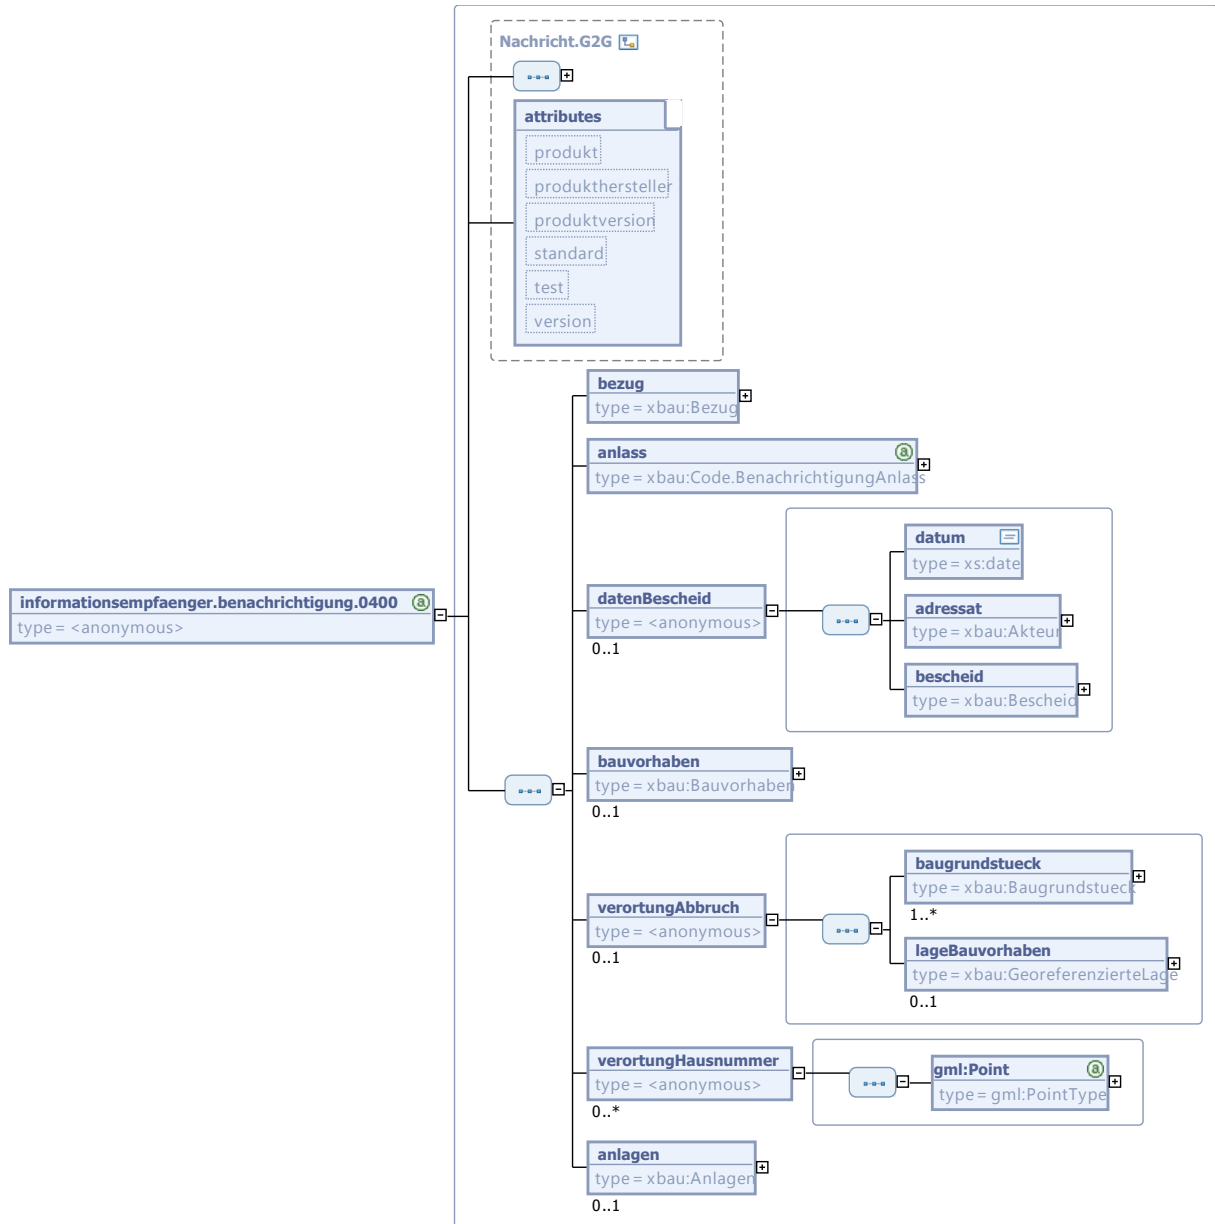 Nachricht.G2G
attributes
produkt
produkthersteller
produktversion
standard
test
version
bezug
type = xbau:Bezug
anlass
type = xbau:Code.BenachrichtigungAnlass
datum
type = xs:date
datenBescheid
type = <anonymous>
0..1
adressat
type = xbau:Akteur
informationsempfaenger.benachrichtigung.0400
type = <anonymous>
bescheid
type = xbau:Bescheid
bauvorhaben
type = xbau:Bauvorhaben
0..1
baugrundstueck
type = xbau:Baugrundstueck
1..*
verortungAbbruch
type = <anonymous>
0..1
lageBauvorhaben
type = xbau:GeoreferenzierteLage
0..1
verortungHausnummer
type = <anonymous>
0..*
gml:Point
type = gml:PointType
anlagen
type = xbau:Anlagen
0..1